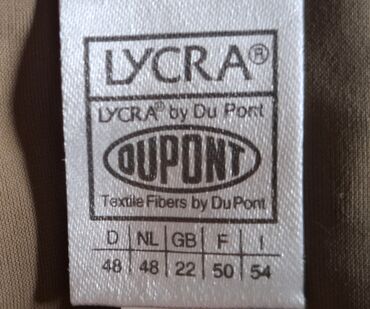 LYCRA®
LYCRA® by Du Pont
DUPONT
Textile Fibers by Du Pont
D NL GB F I
48 48 22 50 54